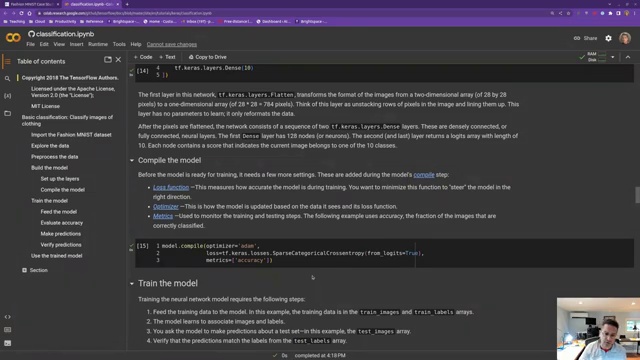 classification.ipynb
File Edit View Insert Runtime Tools Help Cannot save changes
Share
+ Code + Text Copy to Drive
RAM
Disk
Table of contents
Copyright 2018 The TensorFlow Authors.
Licensed under the Apache License, Version 2.0 (the "License");
MIT License
Basic classification: Classify images of clothing
Import the Fashion MNIST dataset
Explore the data
Preprocess the data
Build the model
Set up the layers
Compile the model
Train the model
Feed the model
Evaluate accuracy
Make predictions
Verify predictions
Use the trained model
Section
[14] 4 tf.keras.layers.Dense(10)
5 ])
The first layer in this network, tf.keras.layers.Flatten, transforms the format of the images from a two-dimensional array (of 28 by 28
pixels) to a one-dimensional array (of 28 * 28 = 784 pixels). Think of this layer as unstacking rows of pixels in the image and lining them up. This
layer has no parameters to learn; it only reformats the data.
After the pixels are flattened, the network consists of a sequence of two tf.keras.layers.Dense layers. These are densely connected, or
fully connected, neural layers. The first Dense layer has 128 nodes (or neurons). The second (and last) layer returns a logits array with length of
10. Each node contains a score that indicates the current image belongs to one of the 10 classes.
Compile the model
Before the model is ready for training, it needs a few more settings. These are added during the model's compile step:
• Loss function —This measures how accurate the model is during training. You want to minimize this function to "steer" the model in the
right direction.
• Optimizer —This is how the model is updated based on the data it sees and its loss function.
• Metrics —Used to monitor the training and testing steps. The following example uses accuracy, the fraction of the images that are
correctly classified.
[15] 1 model.compile(optimizer='adam',
2 loss=tf.keras.losses.SparseCategoricalCrossentropy(from_logits=True),
3 metrics=['accuracy'])
Train the model
Training the neural network model requires the following steps:
1. Feed the training data to the model. In this example, the training data is in the train_images and train_labels arrays.
2. The model learns to associate images and labels.
3. You ask the model to make predictions about a test set—in this example, the test_images array.
4. Verify that the predictions match the labels from the test_labels array.
0s completed at 4:18 PM